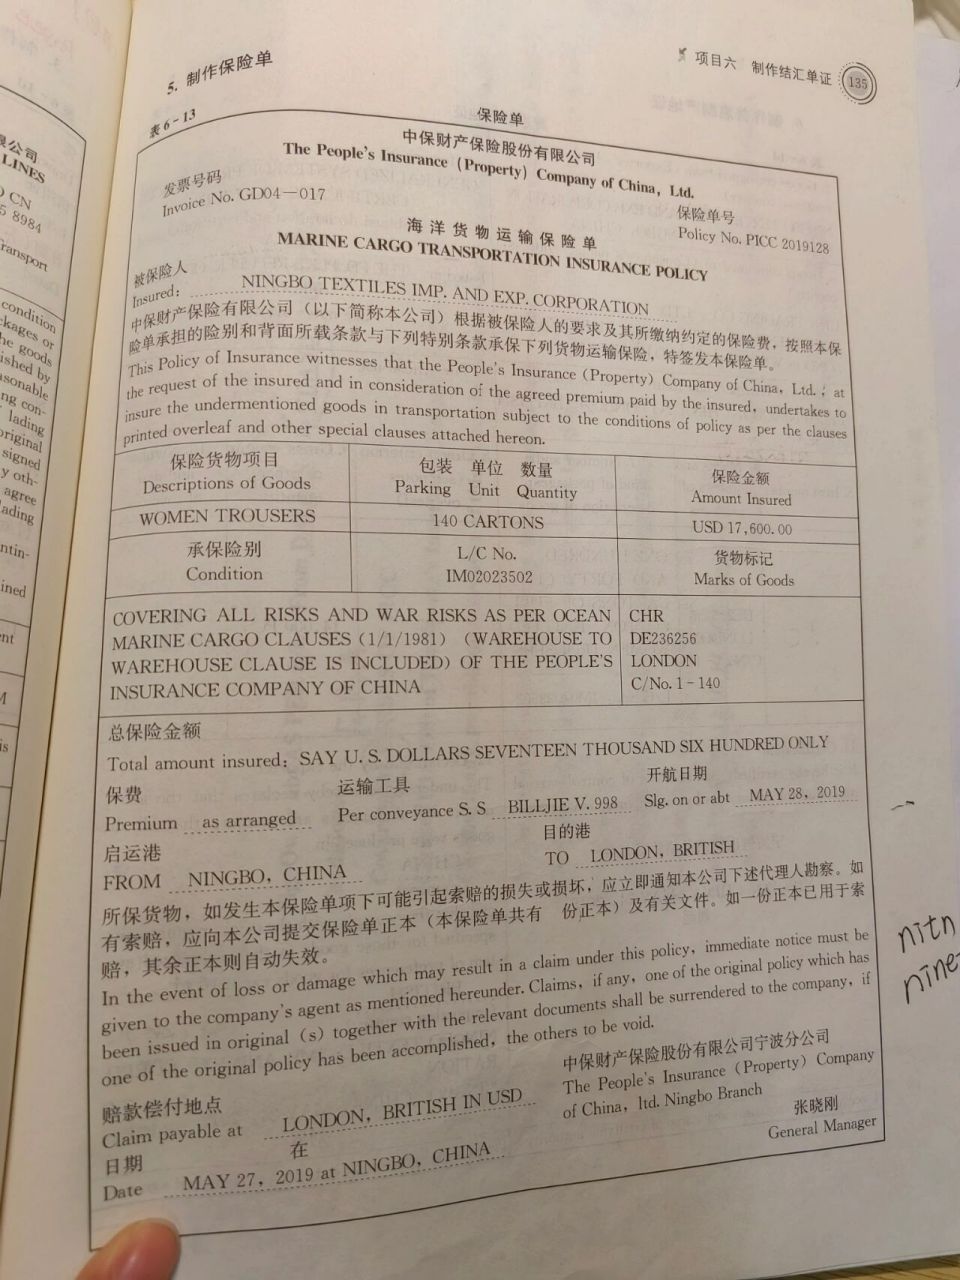 项目六 制作结汇单证
135
5. 制作保险单
表6-13
保险单
中保财产保险股份有限公司
The People's Insurance (Property) Company of China, Ltd.
发票号码
Invoice No. GD04—017
保险单号
Policy No. PICC 2019128
海洋货物运输保险单
MARINE CARGO TRANSPORTATION INSURANCE POLICY
被保险人
Insured: NINGBO TEXTILES IMP. AND EXP. CORPORATION
中保财产保险有限公司（以下简称本公司）根据被保险人的要求及其所缴纳约定的保险费，按照本保
险单承担的险别和背面所载条款与下列特别条款承保下列货物运输保险，特签发本保险单。
This Policy of Insurance witnesses that the People's Insurance (Property) Company of China, Ltd.; at
the request of the insured and in consideration of the agreed premium paid by the insured, undertakes to
insure the undermentioned goods in transportation subject to the conditions of policy as per the clauses
printed overleaf and other special clauses attached hereon.
保险货物项目
Descriptions of Goods
包装 单位 数量
Parking Unit Quantity
保险金额
Amount Insured
WOMEN TROUSERS
140 CARTONS
USD 17,600.00
承保险别
Condition
L/C No.
IM02023502
货物标记
Marks of Goods
COVERING ALL RISKS AND WAR RISKS AS PER OCEAN
MARINE CARGO CLAUSES (1/1/1981) (WAREHOUSE TO
WAREHOUSE CLAUSE IS INCLUDED) OF THE PEOPLE'S
INSURANCE COMPANY OF CHINA
CHR
DE236256
LONDON
C/No. 1-140
总保险金额
Total amount insured: SAY U. S. DOLLARS SEVENTEEN THOUSAND SIX HUNDRED ONLY
保费
Premium as arranged
运输工具
Per conveyance S. S BILLJIE V. 998
开航日期
Slg. on or abt MAY 28, 2019
启运港
FROM NINGBO, CHINA
目的港
TO LONDON, BRITISH
所保货物，如发生本保险单项下可能引起索赔的损失或损坏，应立即通知本公司下述代理人勘察。如
有索赔，应向本公司提交保险单正本（本保险单共有 份正本）及有关文件。如一份正本已用于索
赔，其余正本则自动失效。
In the event of loss or damage which may result in a claim under this policy, immediate notice must be
given to the company's agent as mentioned hereunder. Claims, if any, one of the original policy which has
been issued in original (s) together with the relevant documents shall be surrendered to the company, if
one of the original policy has been accomplished, the others to be void.
中保财产保险股份有限公司宁波分公司
The People's Insurance (Property) Company
of China, ltd. Ningbo Branch
赔款偿付地点
Claim payable at LONDON, BRITISH IN USD
日期 在
Date MAY 27, 2019 at NINGBO, CHINA
张晓刚
General Manager
公司
LINES
CN
8984
ransport
condition
kages or
he goods
ished by
asonable
ng con-
lading
original
signed
y oth-
agree
lading
ntin-
ined
ent
M
is
nitn
nine